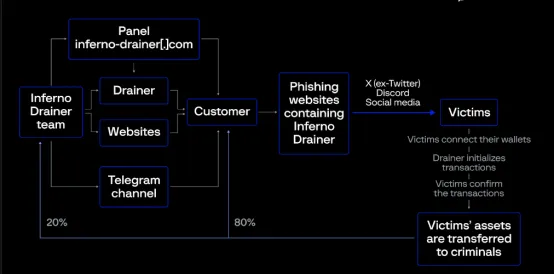 Panel
inferno-drainer[.]com
Inferno
Drainer
team
Drainer
Websites
Telegram
channel
Customer
Phishing
websites
containing
Inferno
Drainer
X (ex-Twitter)
Discord
Social media
Victims
Victims connect their wallets
Drainer initializes
transactions
Victims confirm
the transactions
Victims' assets
are transferred
to criminals
20%
80%